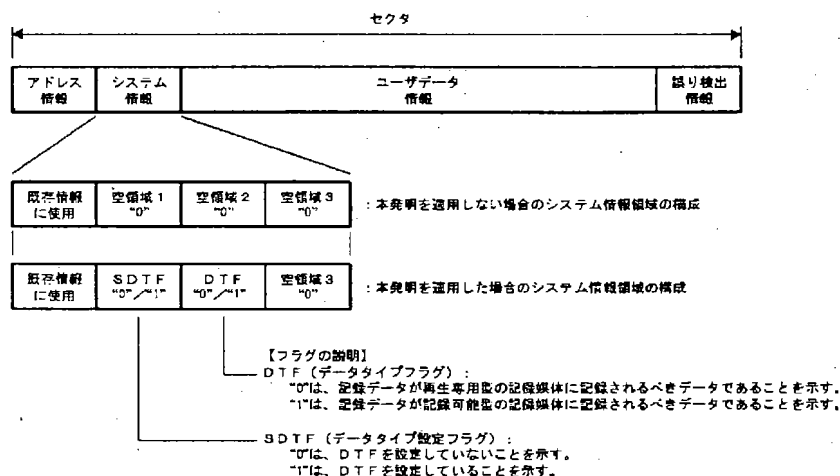 セクタ
アドレス情報
システム情報
ユーザデータ情報
誤り検出情報
既存情報に使用
空領域1 “0”
空領域2 “0”
空領域3 “0”
：本発明を適用しない場合のシステム情報領域の構成
既存情報に使用
SDTF “0”／“1”
DTF “0”／“1”
空領域3 “0”
：本発明を適用した場合のシステム情報領域の構成
【フラグの説明】
DTF（データタイプフラグ）：
“0”は、記録データが再生専用型の記録媒体に記録されるべきデータであることを示す。
“1”は、記録データが記録可能型の記録媒体に記録されるべきデータであることを示す。
SDTF（データタイプ設定フラグ）：
“0”は、DTFを設定していないことを示す。
“1”は、DTFを設定していることを示す。